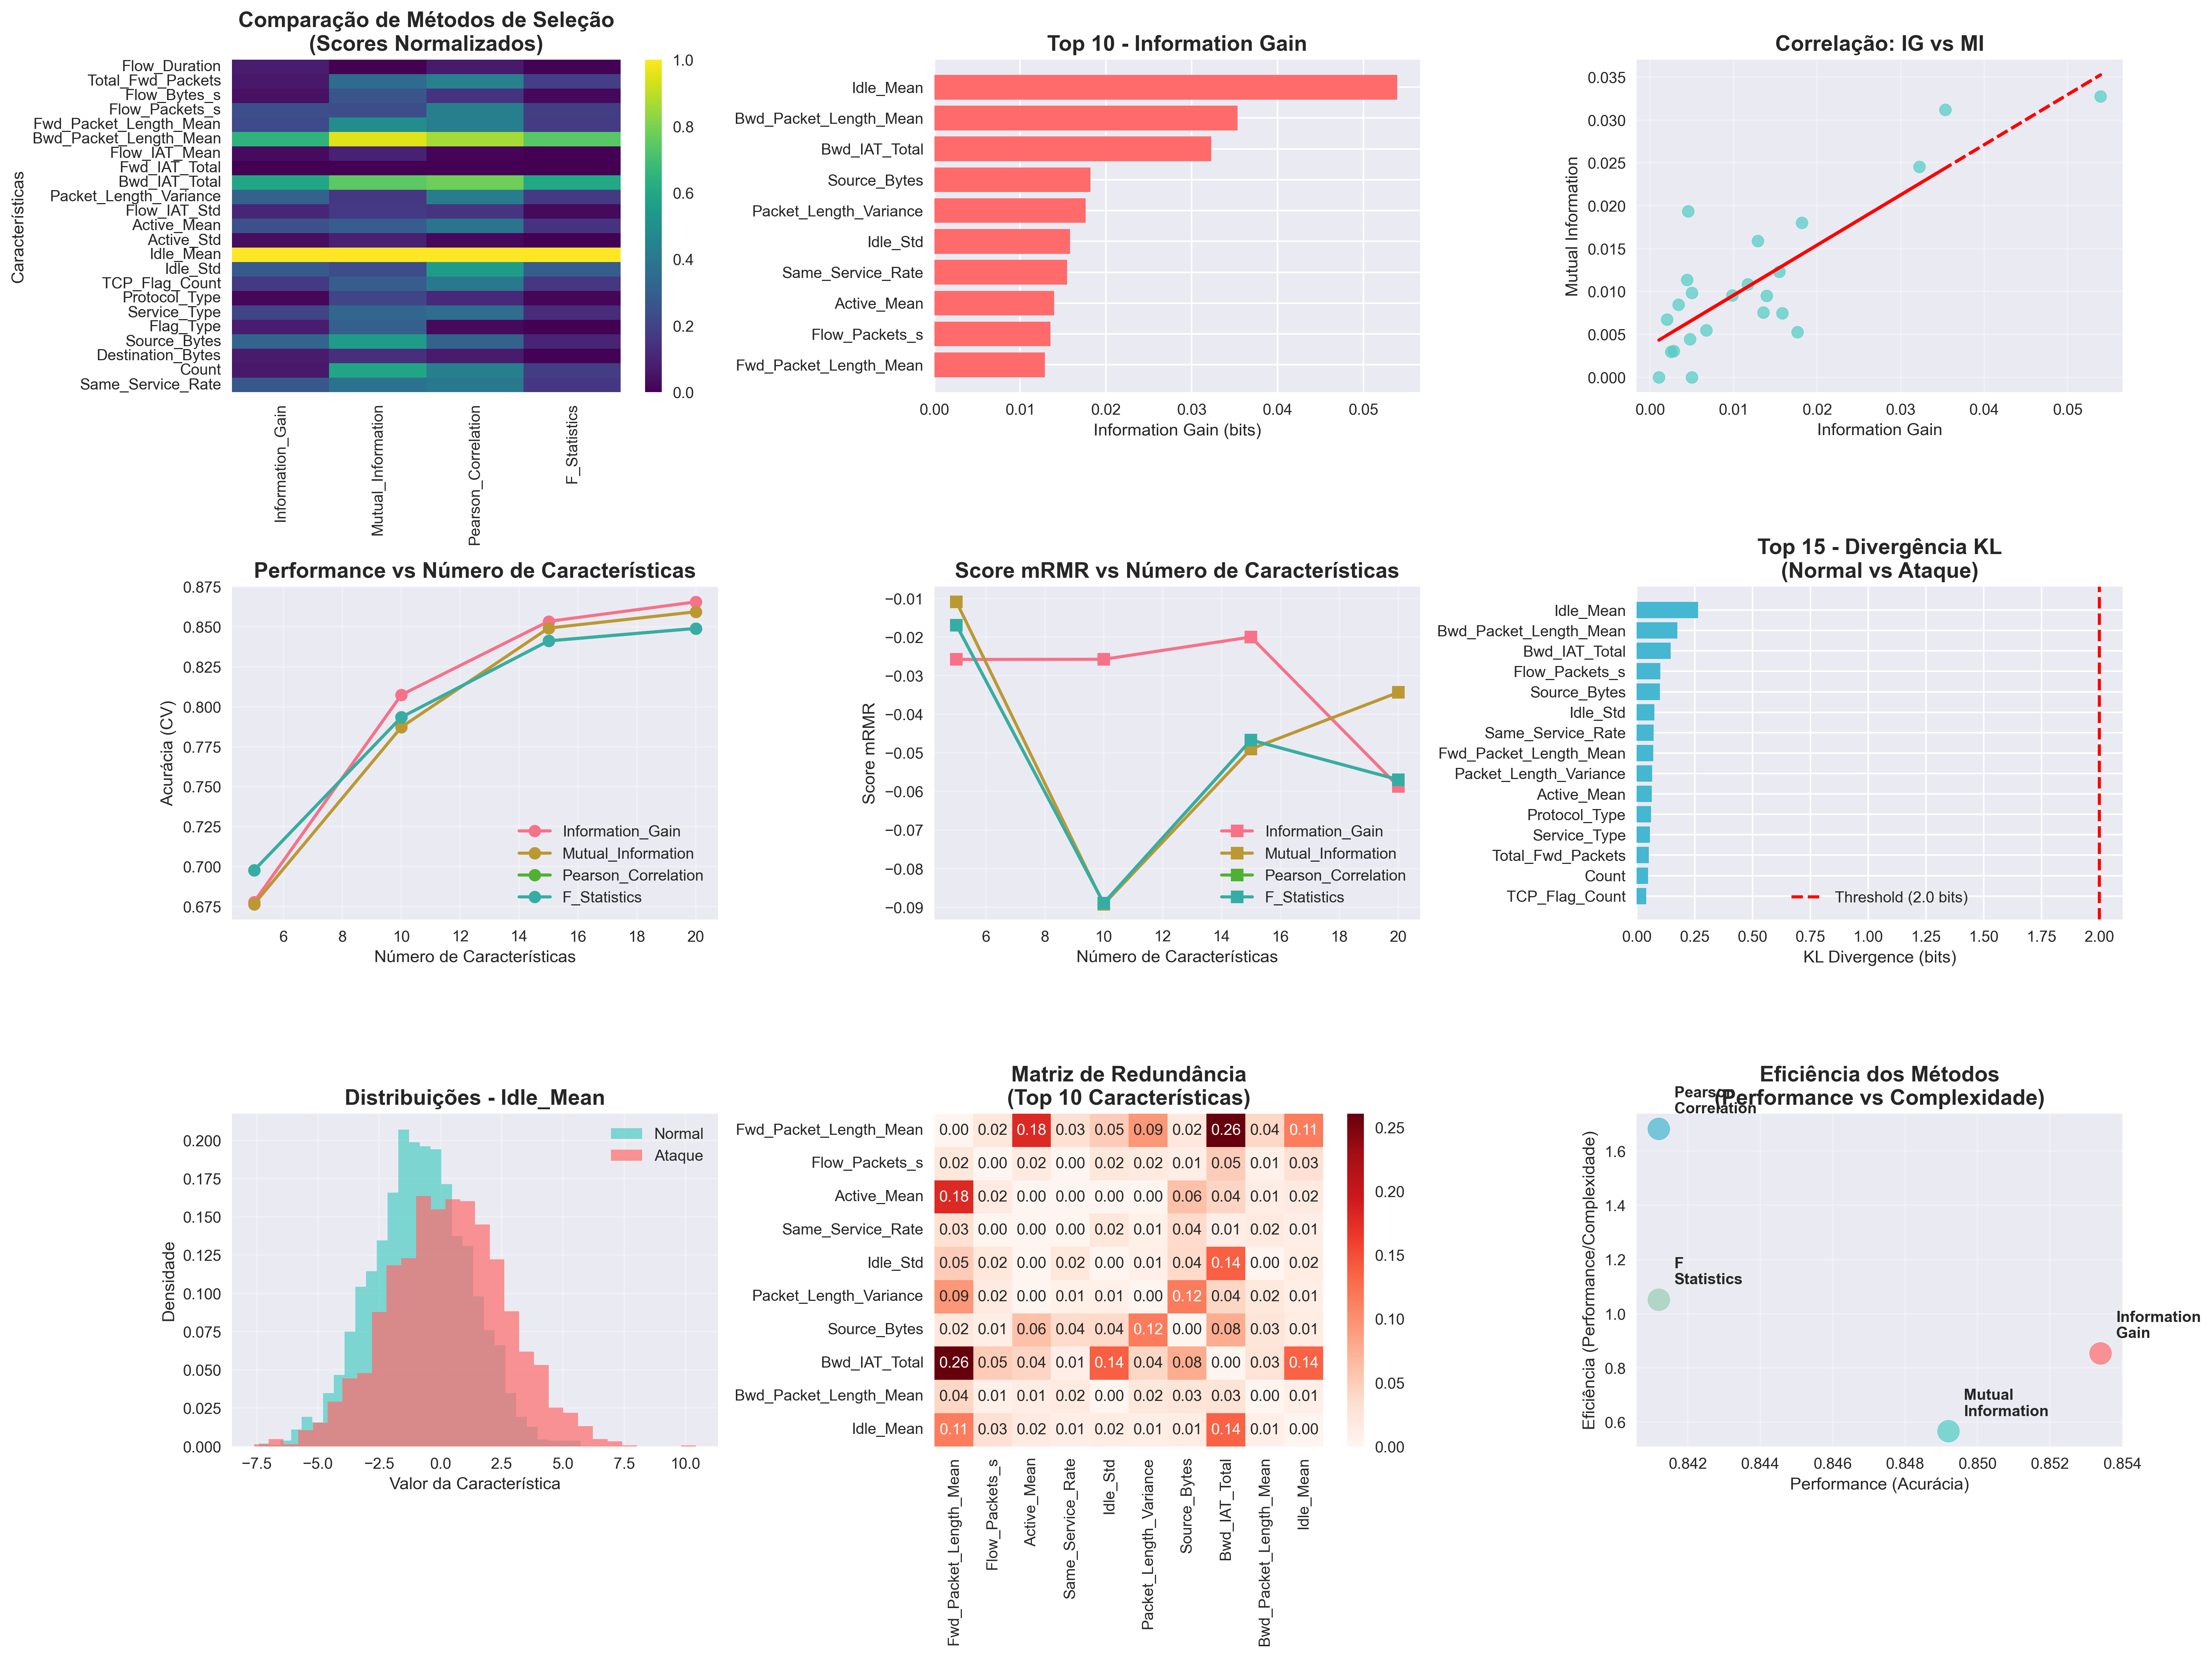 Comparação de Métodos de Seleção
(Scores Normalizados)
Características
Flow_Duration
Total_Fwd_Packets
Flow_Bytes_s
Flow_Packets_s
Fwd_Packet_Length_Mean
Bwd_Packet_Length_Mean
Flow_IAT_Mean
Fwd_IAT_Total
Bwd_IAT_Total
Packet_Length_Variance
Flow_IAT_Std
Active_Mean
Active_Std
Idle_Mean
Idle_Std
TCP_Flag_Count
Protocol_Type
Service_Type
Flag_Type
Source_Bytes
Destination_Bytes
Count
Same_Service_Rate
Information_Gain
Mutual_Information
Pearson_Correlation
F_Statistics
1.0
0.8
0.6
0.4
0.2
0.0
Top 10 - Information Gain
Idle_Mean
Bwd_Packet_Length_Mean
Bwd_IAT_Total
Source_Bytes
Packet_Length_Variance
Idle_Std
Same_Service_Rate
Active_Mean
Flow_Packets_s
Fwd_Packet_Length_Mean
0.00 0.01 0.02 0.03 0.04 0.05
Information Gain (bits)
Correlação: IG vs MI
Mutual Information
0.035
0.030
0.025
0.020
0.015
0.010
0.005
0.000
0.00 0.01 0.02 0.03 0.04 0.05
Information Gain
Performance vs Número de Características
Acurácia (CV)
0.875
0.850
0.825
0.800
0.775
0.750
0.725
0.700
0.675
Information_Gain
Mutual_Information
Pearson_Correlation
F_Statistics
6 8 10 12 14 16 18 20
Número de Características
Score mRMR vs Número de Características
Score mRMR
−0.01
−0.02
−0.03
−0.04
−0.05
−0.06
−0.07
−0.08
−0.09
Information_Gain
Mutual_Information
Pearson_Correlation
F_Statistics
6 8 10 12 14 16 18 20
Número de Características
Top 15 - Divergência KL
(Normal vs Ataque)
Idle_Mean
Bwd_Packet_Length_Mean
Bwd_IAT_Total
Flow_Packets_s
Source_Bytes
Idle_Std
Same_Service_Rate
Fwd_Packet_Length_Mean
Packet_Length_Variance
Active_Mean
Protocol_Type
Service_Type
Total_Fwd_Packets
Count
TCP_Flag_Count
Threshold (2.0 bits)
0.00 0.25 0.50 0.75 1.00 1.25 1.50 1.75 2.00
KL Divergence (bits)
Distribuições - Idle_Mean
Densidade
0.200
0.175
0.150
0.125
0.100
0.075
0.050
0.025
0.000
Normal
Ataque
−7.5 −5.0 −2.5 0.0 2.5 5.0 7.5 10.0
Valor da Característica
Matriz de Redundância
(Top 10 Características)
Fwd_Packet_Length_Mean 0.00 0.02 0.18 0.03 0.05 0.09 0.02 0.26 0.04 0.11
Flow_Packets_s 0.02 0.00 0.02 0.00 0.02 0.02 0.01 0.05 0.01 0.03
Active_Mean 0.18 0.02 0.00 0.00 0.00 0.00 0.06 0.04 0.01 0.02
Same_Service_Rate 0.03 0.00 0.00 0.00 0.02 0.01 0.04 0.01 0.02 0.01
Idle_Std 0.05 0.02 0.00 0.02 0.00 0.01 0.04 0.14 0.00 0.02
Packet_Length_Variance 0.09 0.02 0.00 0.01 0.01 0.00 0.12 0.04 0.02 0.01
Source_Bytes 0.02 0.01 0.06 0.04 0.04 0.12 0.00 0.08 0.03 0.01
Bwd_IAT_Total 0.26 0.05 0.04 0.01 0.14 0.04 0.08 0.00 0.03 0.14
Bwd_Packet_Length_Mean 0.04 0.01 0.01 0.02 0.00 0.02 0.03 0.03 0.00 0.01
Idle_Mean 0.11 0.03 0.02 0.01 0.02 0.01 0.01 0.14 0.01 0.00
Fwd_Packet_Length_Mean
Flow_Packets_s
Active_Mean
Same_Service_Rate
Idle_Std
Packet_Length_Variance
Source_Bytes
Bwd_IAT_Total
Bwd_Packet_Length_Mean
Idle_Mean
0.25
0.20
0.15
0.10
0.05
0.00
Eficiência dos Métodos
(Performance vs Complexidade)
Eficiência (Performance/Complexidade)
1.6
1.4
1.2
1.0
0.8
0.6
Pearson
Correlation
F
Statistics
Information
Gain
Mutual
Information
0.842 0.844 0.846 0.848 0.850 0.852 0.854
Performance (Acurácia)